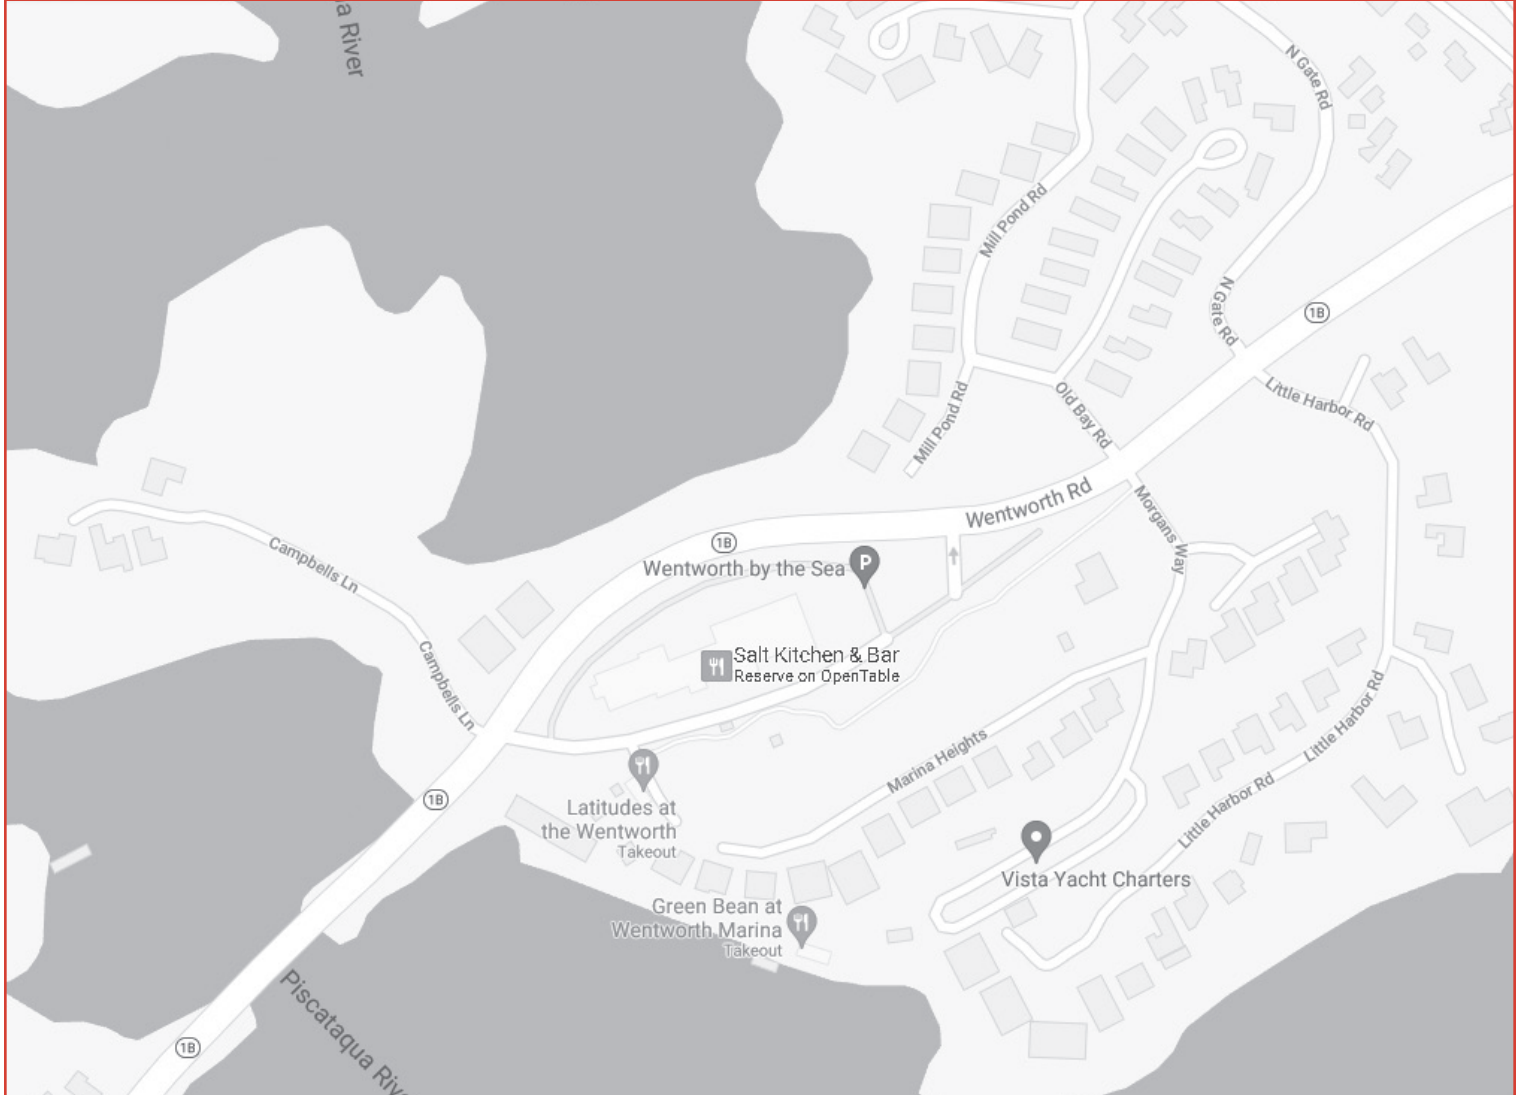 a River
N Gate Rd
Mill Pond Rd
N Gate Rd
1B
Mill Pond Rd
Old Bay Rd
Little Harbor Rd
Wentworth Rd
Morgans Way
1B
Campbells Ln
Wentworth by the Sea
P
Salt Kitchen & Bar
Reserve on OpenTable
Campbells Ln
Little Harbor Rd
Marina Heights
1B
Latitudes at
the Wentworth
Takeout
Little Harbor Rd
Vista Yacht Charters
Green Bean at
Wentworth Marina
Takeout
Piscataqua Rive
1B